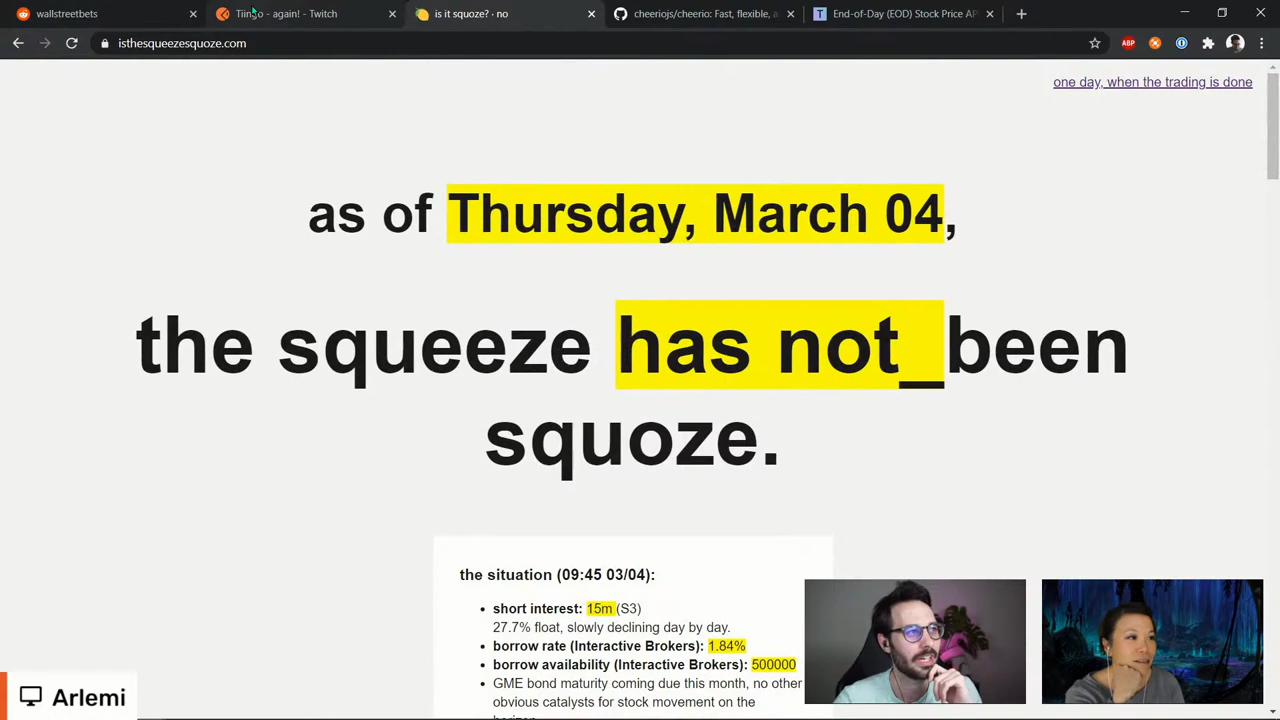 wallstreetbets
Tiingo - again! - Twitch
is it squoze? · no
cheeriojs/cheerio: Fast, flexible, a
End-of-Day (EOD) Stock Price AP
isthesqueezesquoze.com
ABP
one day, when the trading is done
as of Thursday, March 04,
the squeeze has not_been
squoze.
the situation (09:45 03/04):
short interest: 15m (S3)
27.7% float, slowly declining day by day.
borrow rate (Interactive Brokers): 1.84%
borrow availability (Interactive Brokers): 500000
GME bond maturity coming due this month, no other
obvious catalysts for stock movement on the
Arlemi